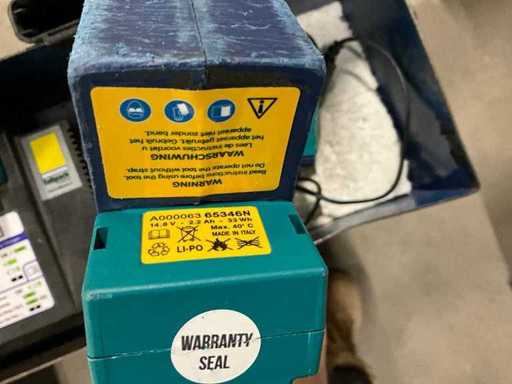 WARNING
Read instructions before using the tool.
Do not operate the tool without strap.
WAARSCHUWING
Lees de instructies voordat u
het apparaat gebruikt. Gebruik het
apparaat niet zonder band.
A000063 65346N
14.8 V - 2.2 Ah - 33 Wh
Max. 40° C
MADE IN ITALY
LI-PO
WARRANTY
SEAL